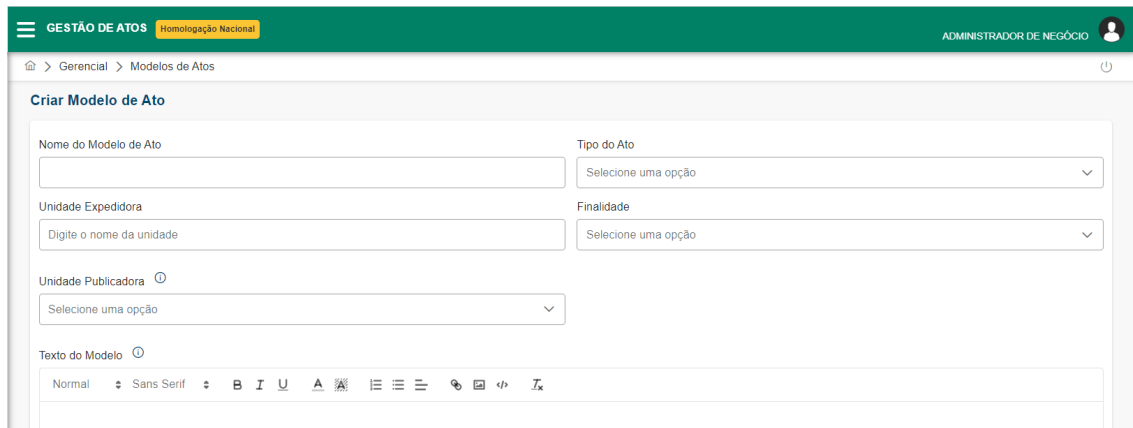 GESTÃO DE ATOS Homologação Nacional ADMINISTRADOR DE NEGÓCIO
Gerencial > Modelos de Atos
Criar Modelo de Ato
Nome do Modelo de Ato Tipo do Ato
Selecione uma opção
Unidade Expedidora Finalidade
Digite o nome da unidade Selecione uma opção
Unidade Publicadora
Selecione uma opção
Texto do Modelo
Normal Sans Serif B I U A A